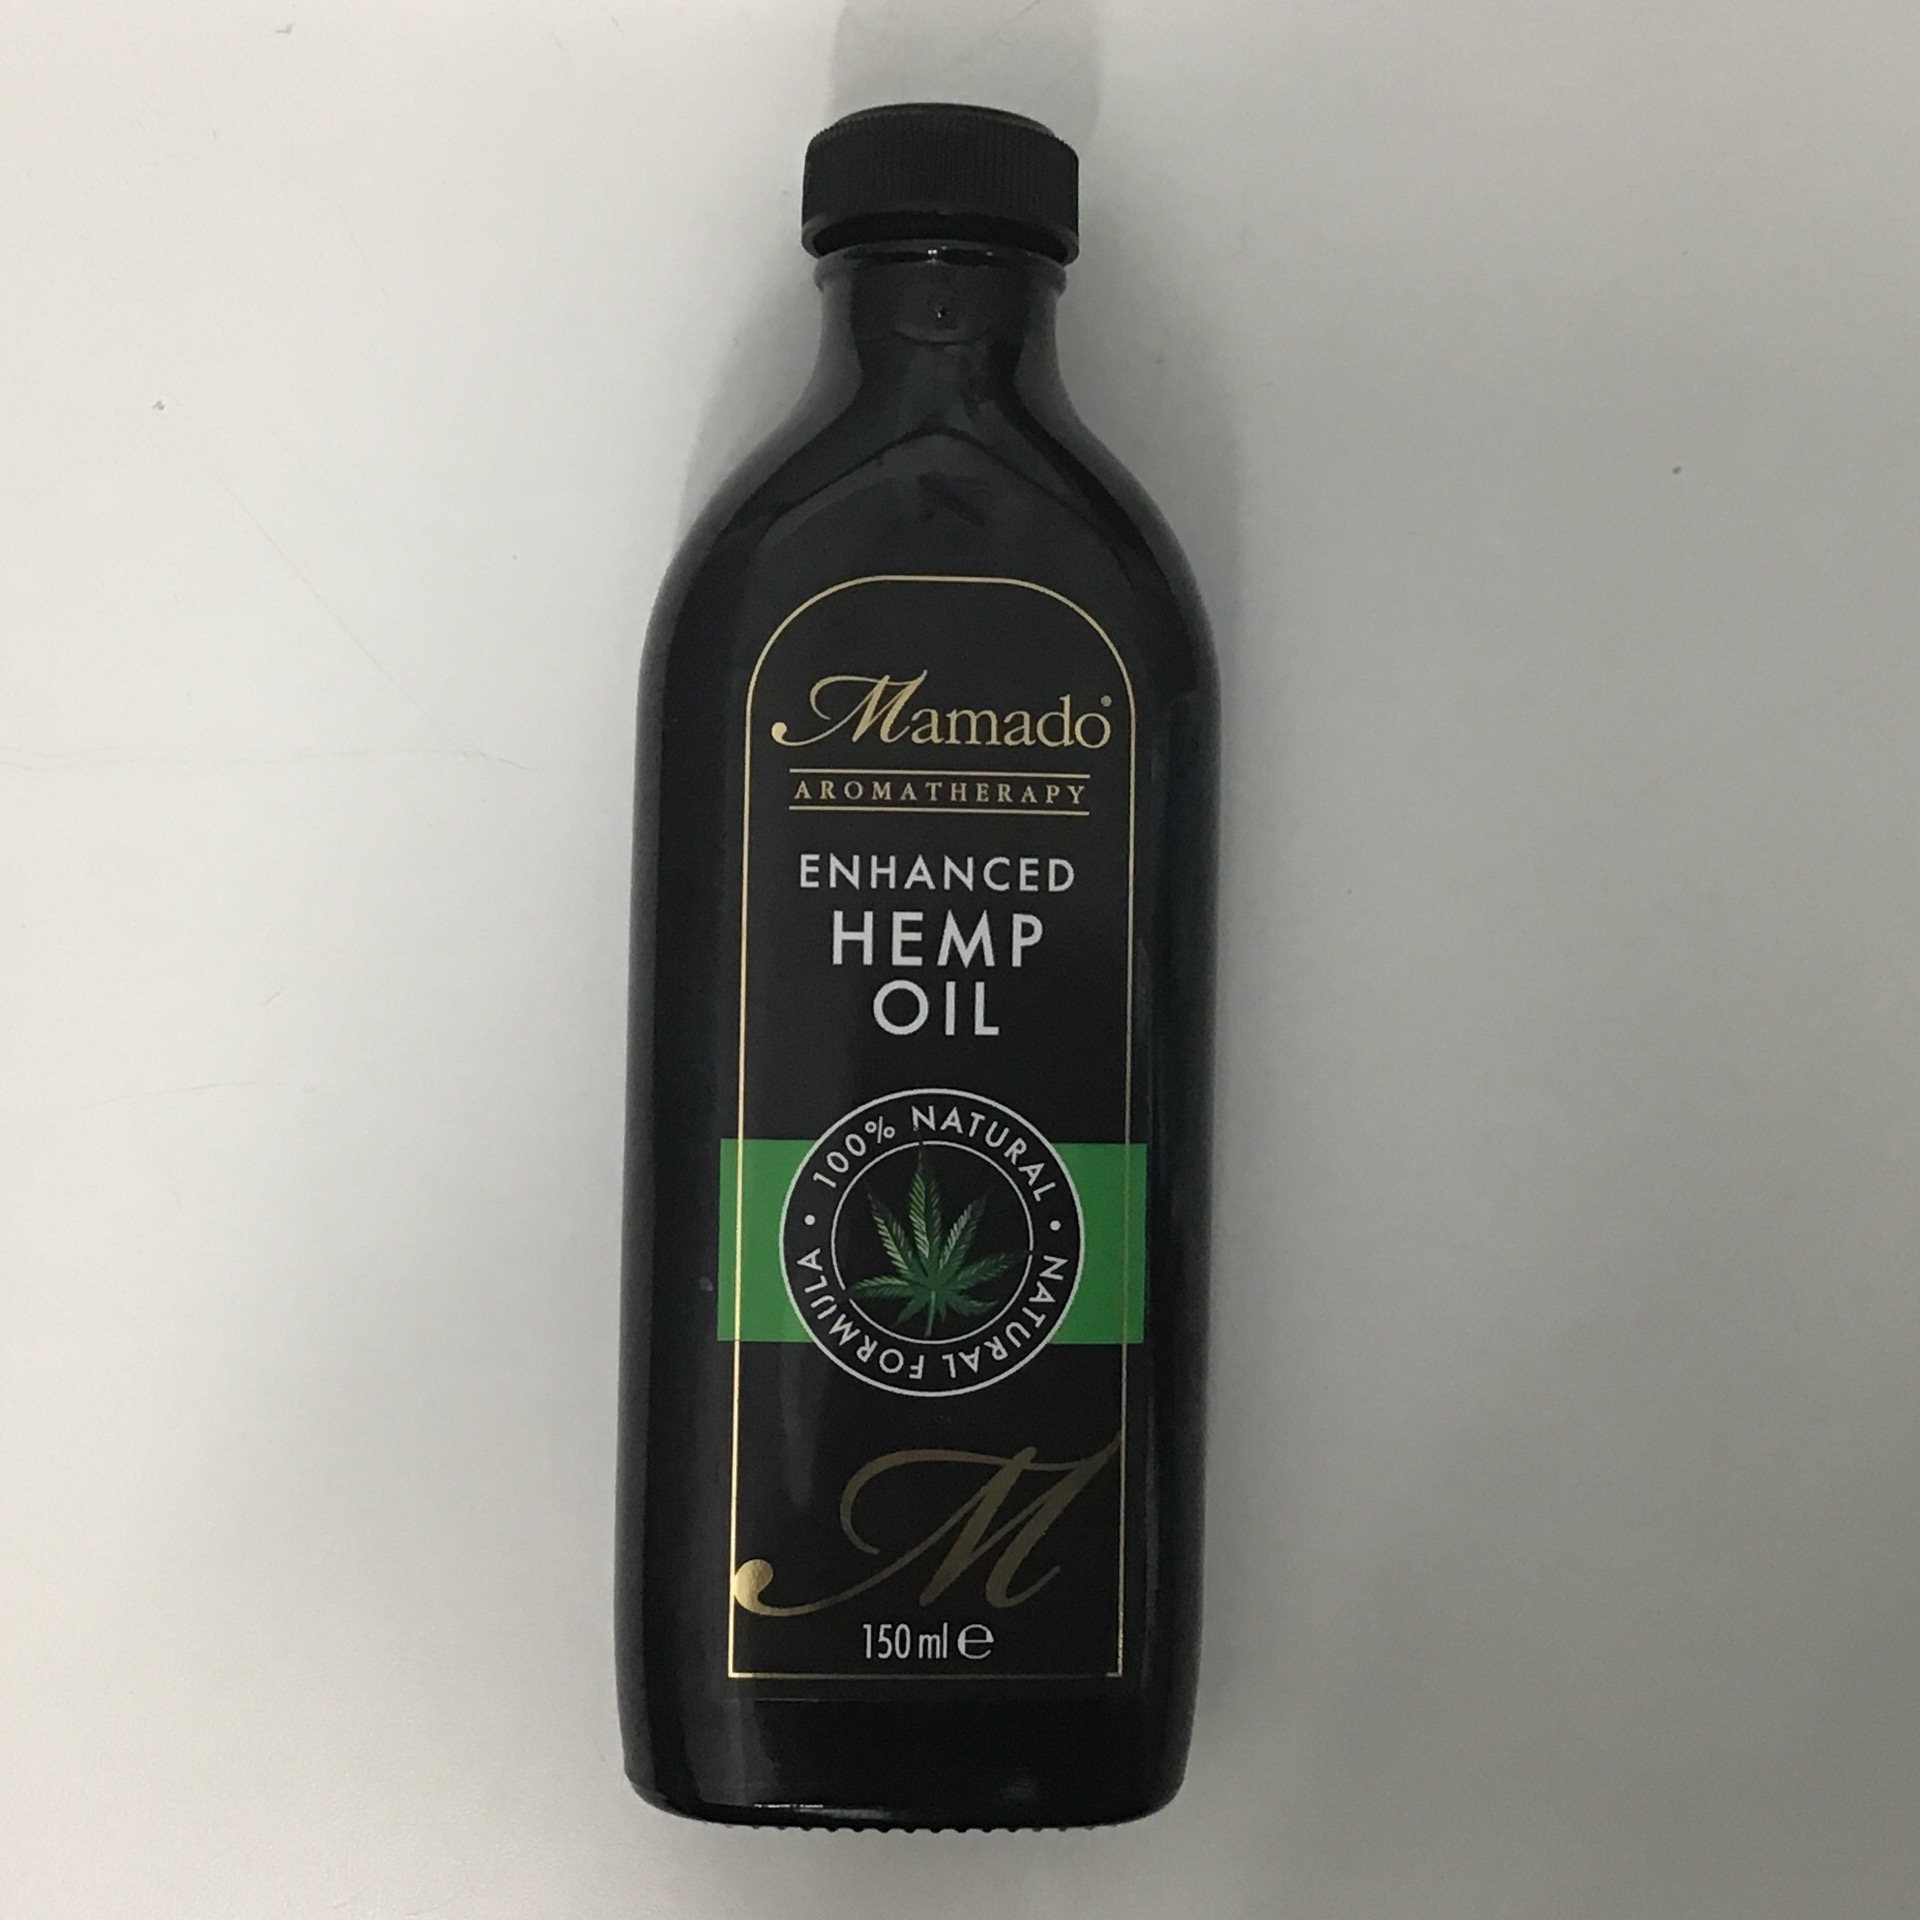 Mamado®
AROMATHERAPY
ENHANCED
HEMP
OIL
• 100% NATURAL • NATURAL FORMULA
M
150 ml ℮